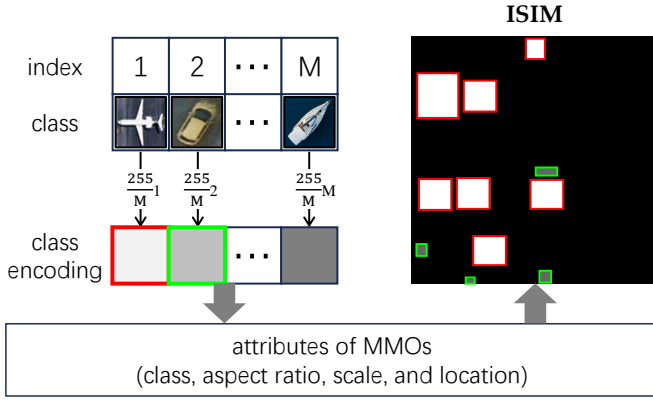 ISIM
index 1 2 ··· M
class ···
255/M 1 255/M 2 255/M M
class
encoding ···
attributes of MMOs
(class, aspect ratio, scale, and location)